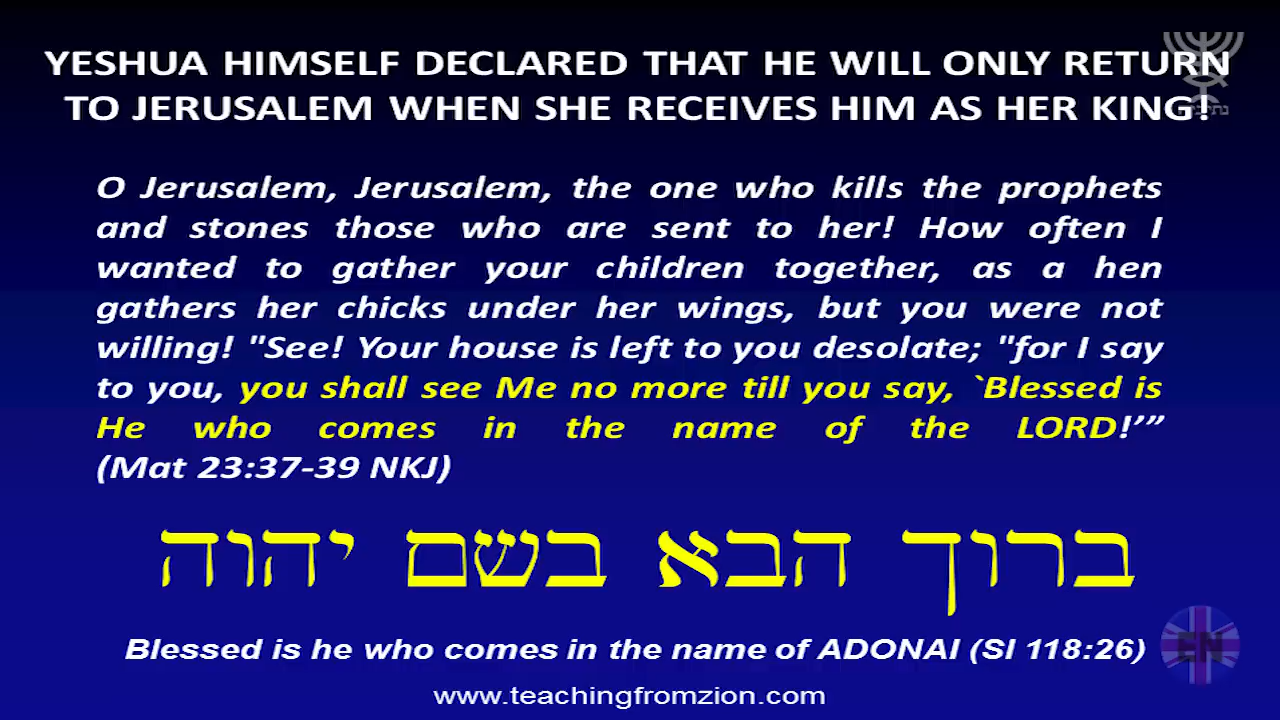 YESHUA HIMSELF DECLARED THAT HE WILL ONLY RETURN
TO JERUSALEM WHEN SHE RECEIVES HIM AS HER KING!
O Jerusalem, Jerusalem, the one who kills the prophets
and stones those who are sent to her! How often I
wanted to gather your children together, as a hen
gathers her chicks under her wings, but you were not
willing! "See! Your house is left to you desolate; "for I say
to you, you shall see Me no more till you say, `Blessed is
He who comes in the name of the LORD!’”
(Mat 23:37-39 NKJ)
ברוך הבא בשם יהוה
Blessed is he who comes in the name of ADONAI (Sl 118:26)
EN
www.teachingfromzion.com